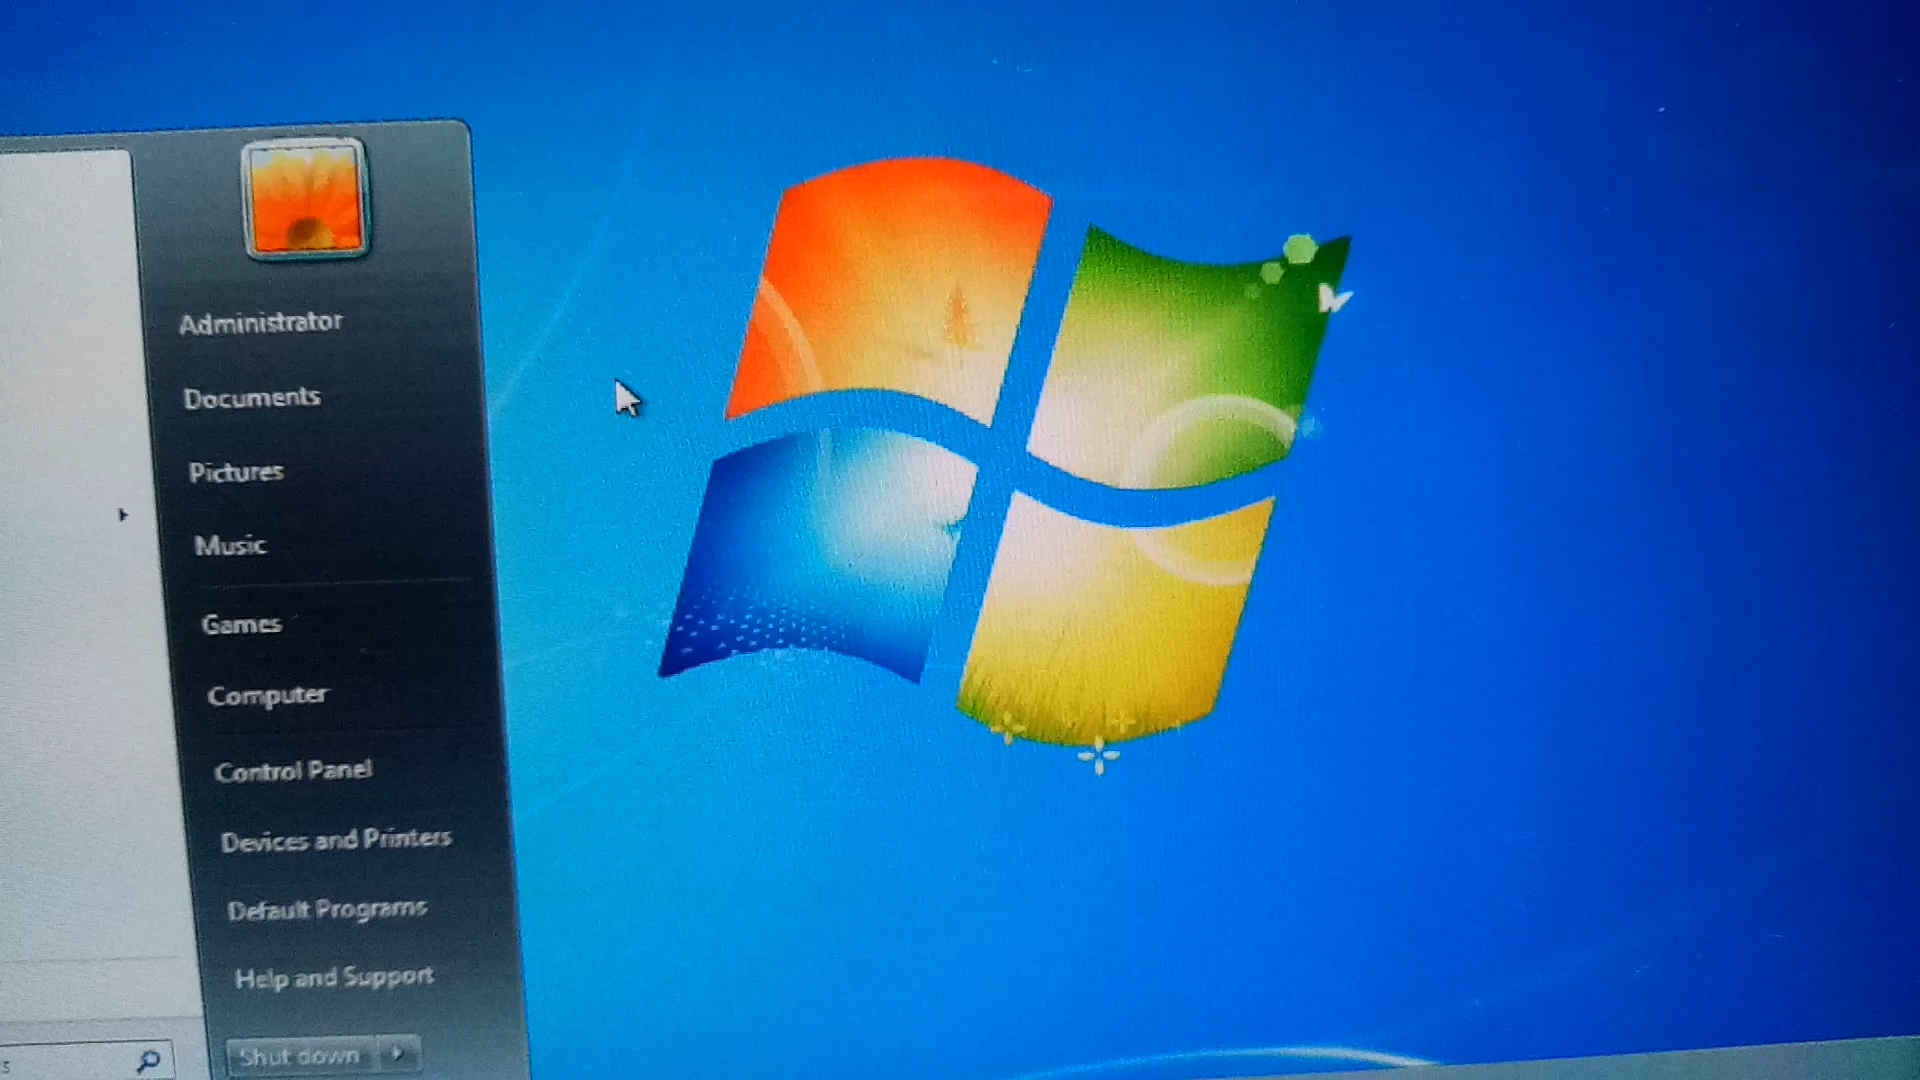 Administrator
Documents
Pictures
Music
Games
Computer
Control Panel
Devices and Printers
Default Programs
Help and Support
s
Shut down